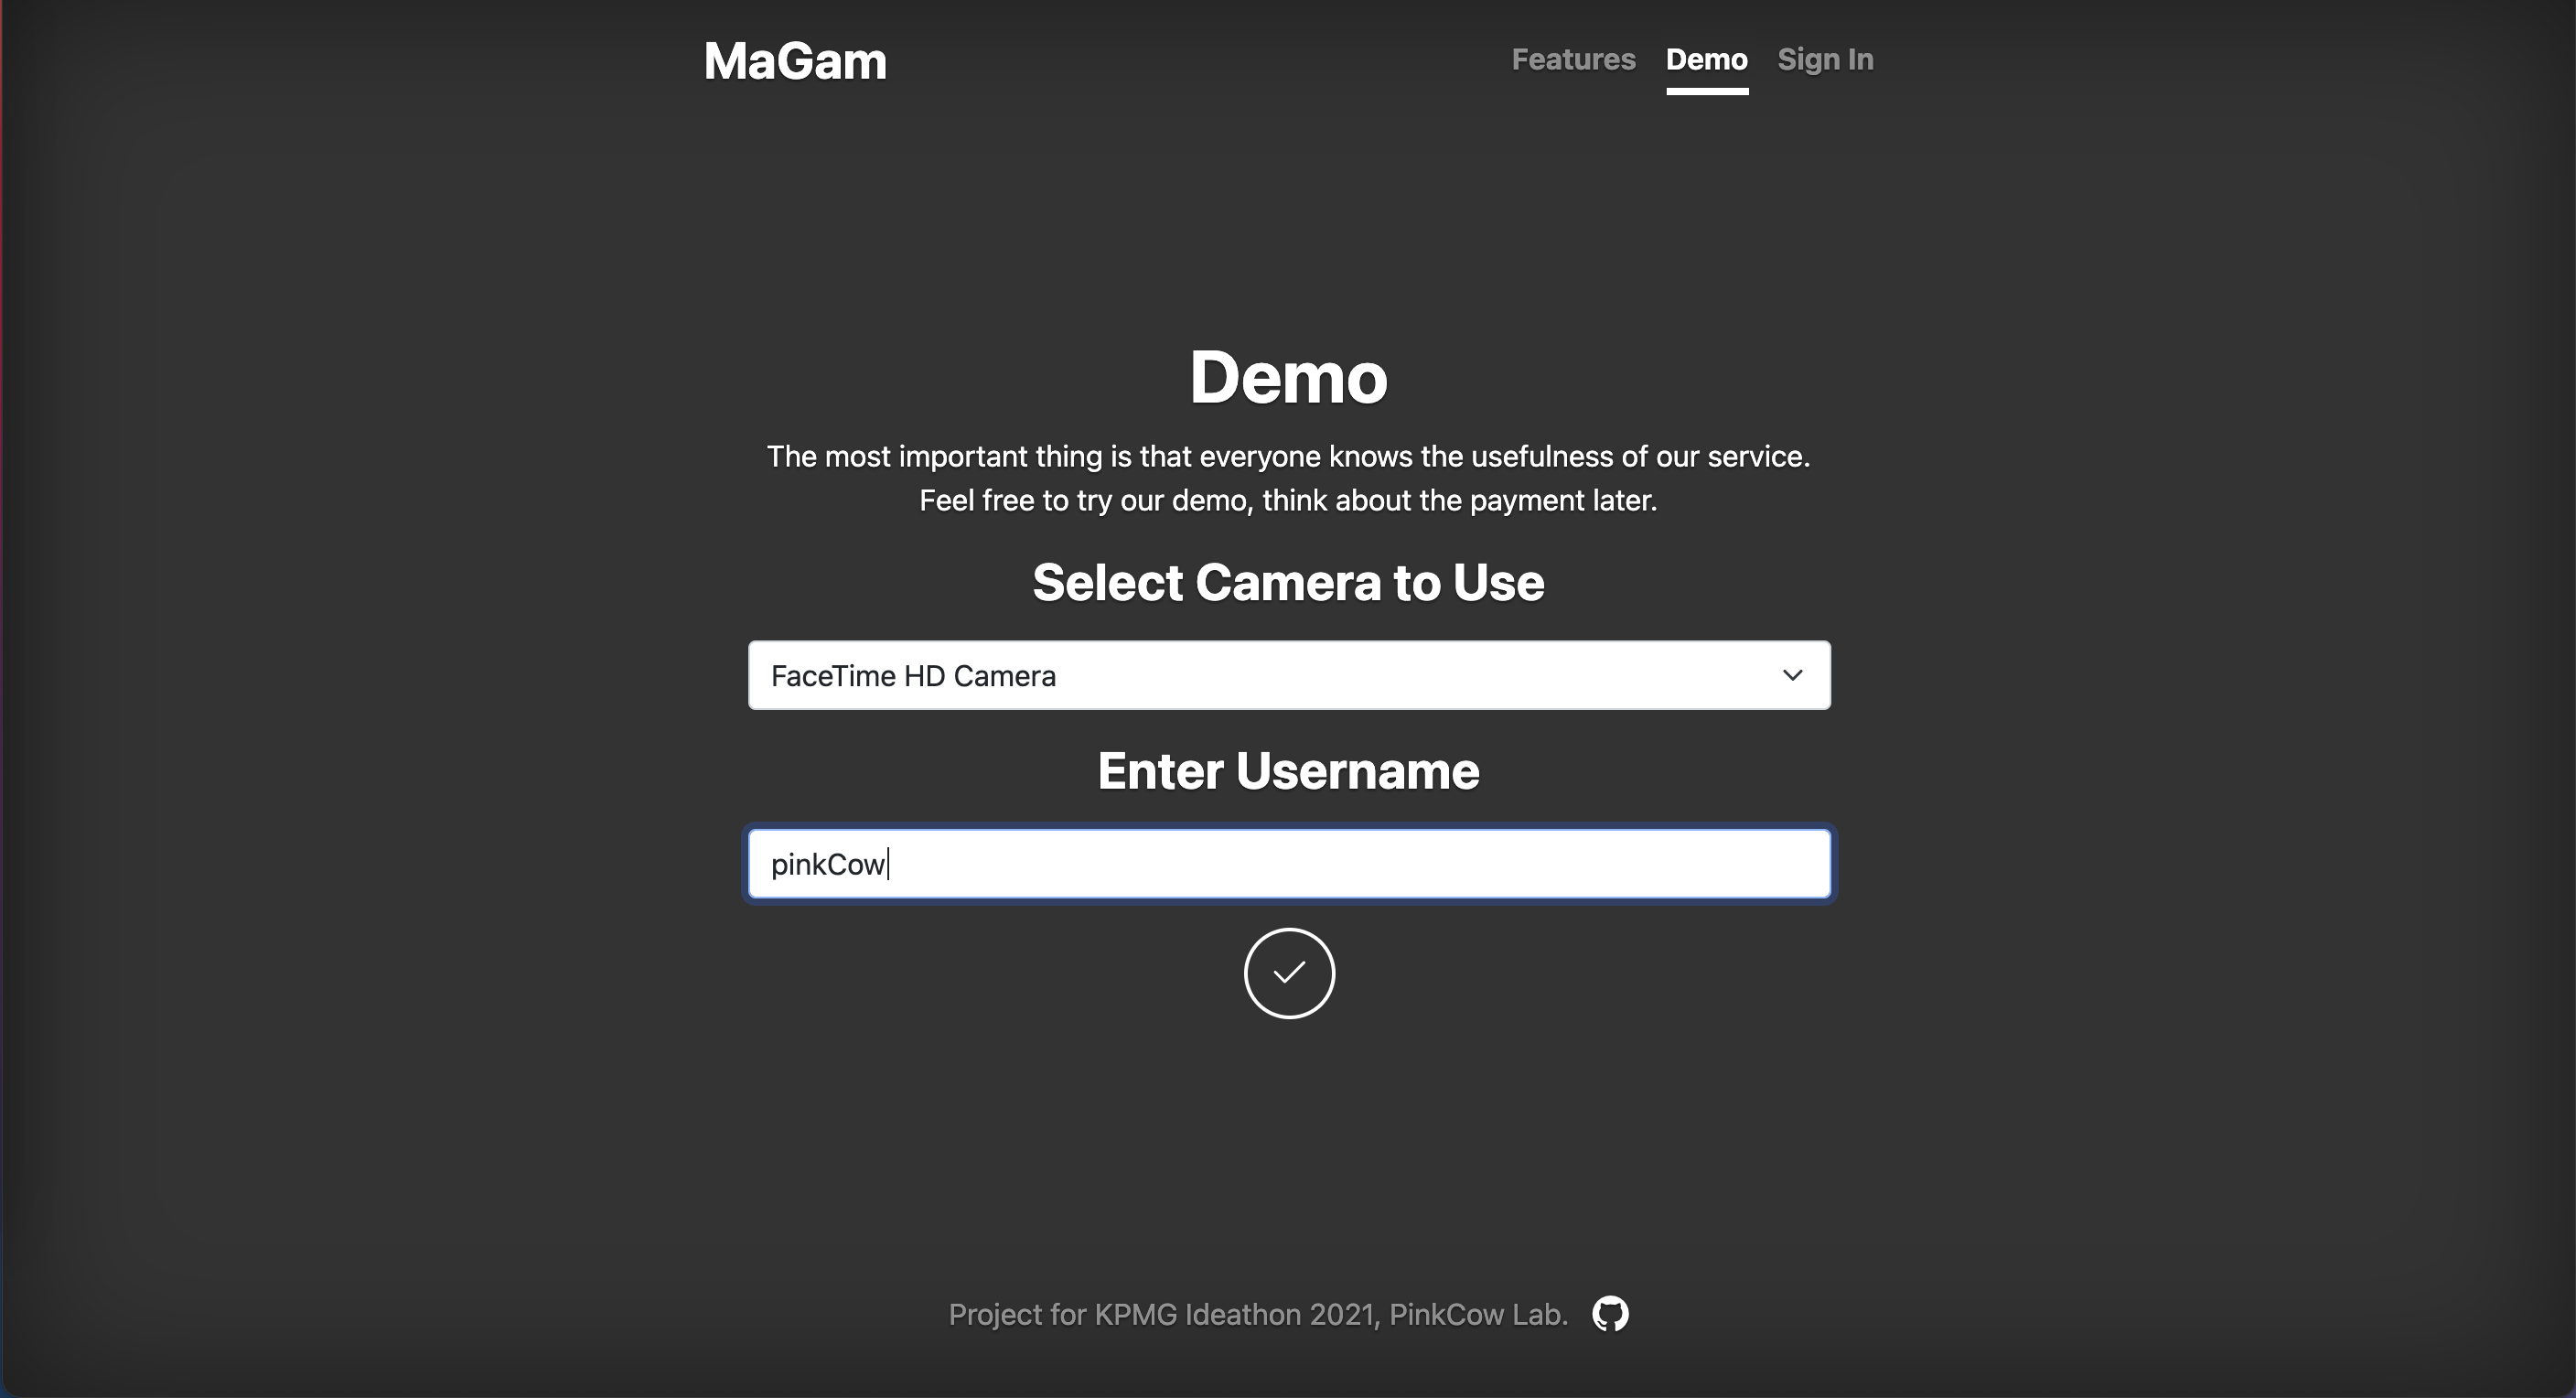 MaGam
Features Demo Sign In
Demo
The most important thing is that everyone knows the usefulness of our service.
Feel free to try our demo, think about the payment later.
Select Camera to Use
FaceTime HD Camera
Enter Username
pinkCow
Project for KPMG Ideathon 2021, PinkCow Lab.